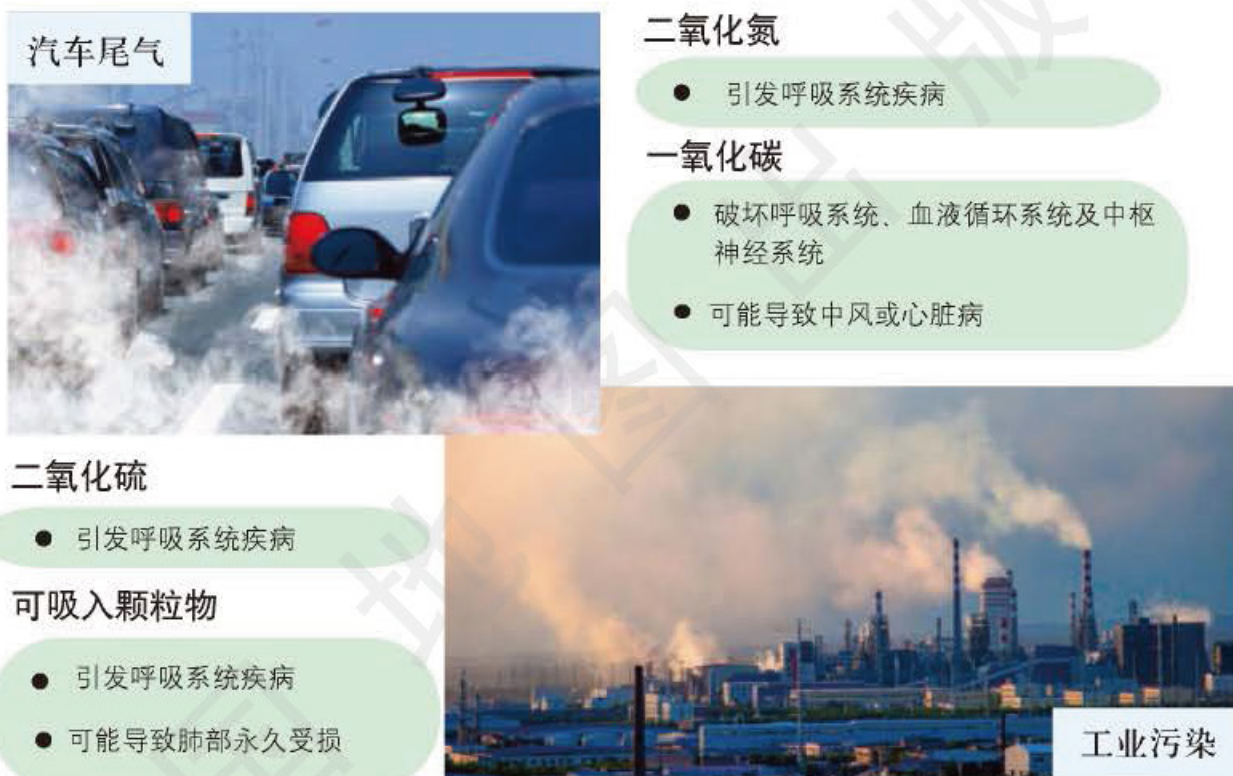 汽车尾气
二氧化氮
● 引发呼吸系统疾病
一氧化碳
● 破坏呼吸系统、血液循环系统及中枢
神经系统
● 可能导致中风或心脏病
二氧化硫
● 引发呼吸系统疾病
可吸入颗粒物
● 引发呼吸系统疾病
● 可能导致肺部永久受损
工业污染